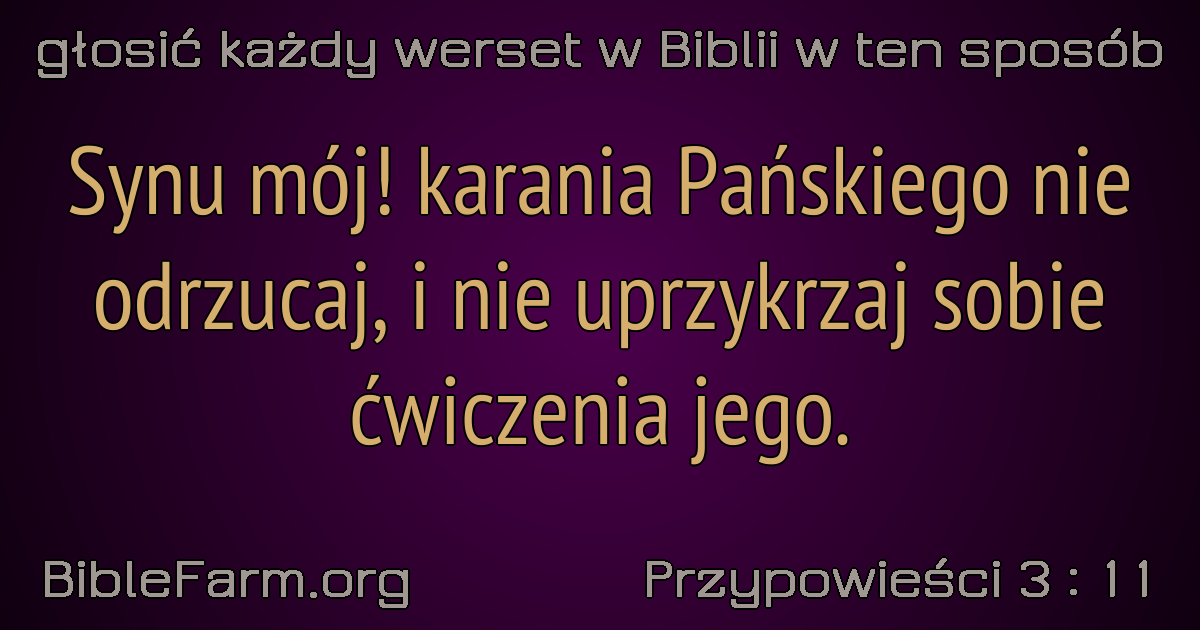 głosić każdy werset w Biblii w ten sposób
Synu mój! karania Pańskiego nie
odrzucaj, i nie uprzykrzaj sobie
ćwiczenia jego.
BibleFarm.org
Przypowieści 3 : 11